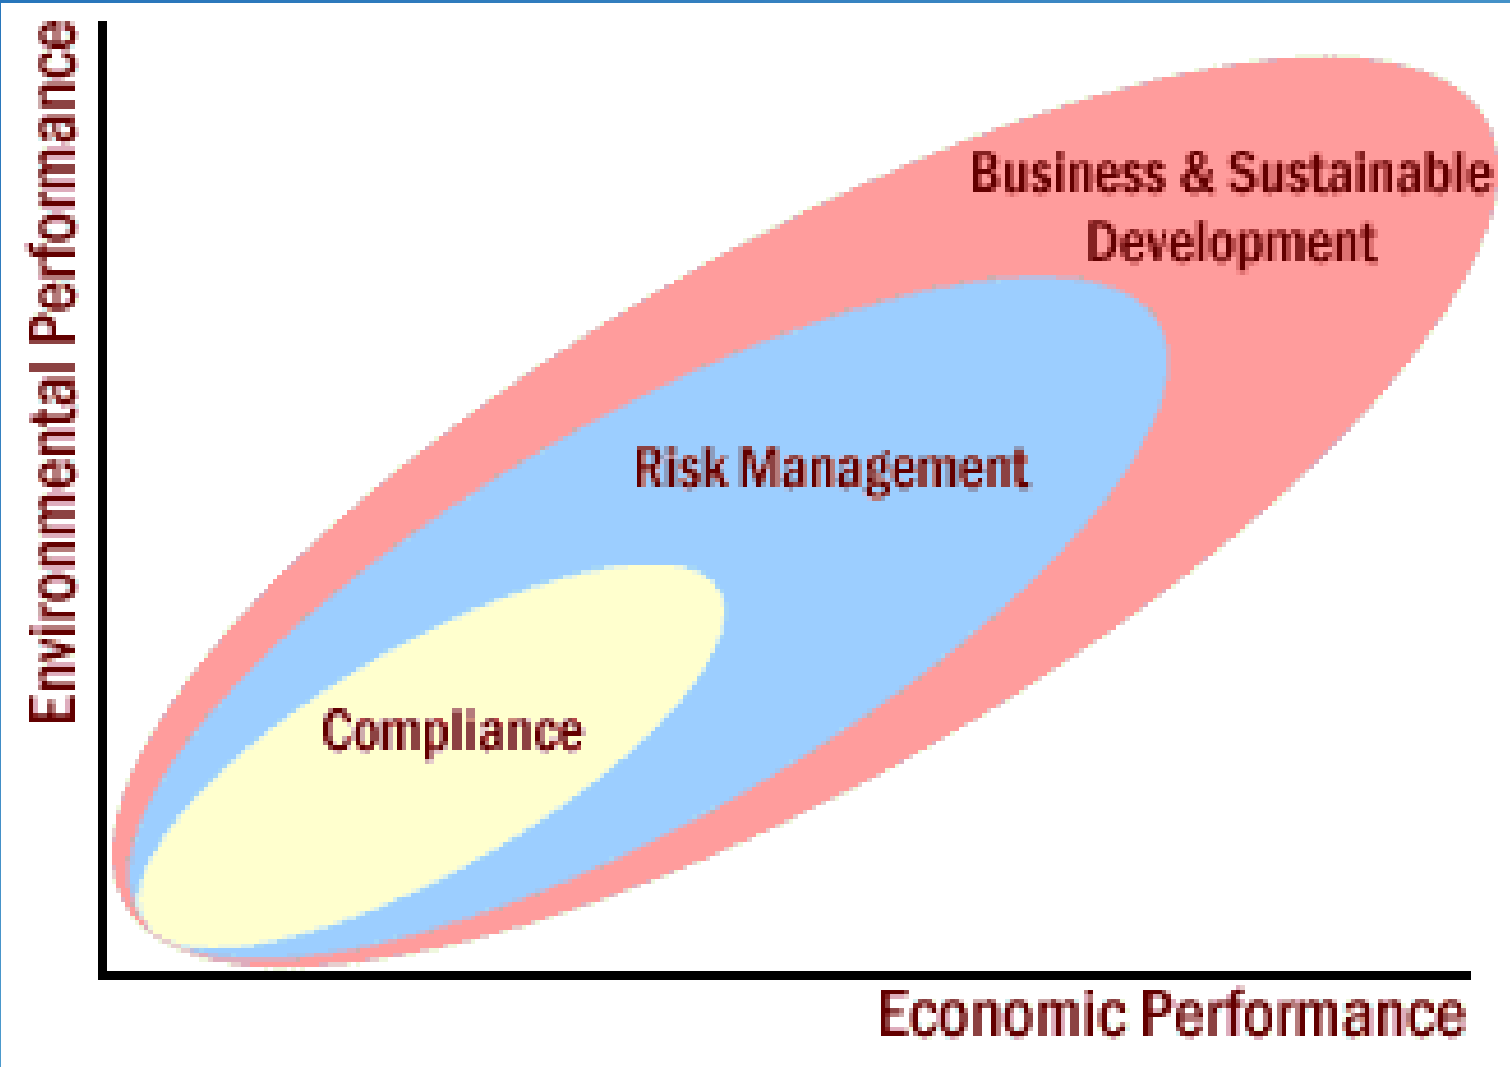 Environmental Performance
Business & Sustainable
Development
Risk Management
Compliance
Economic Performance